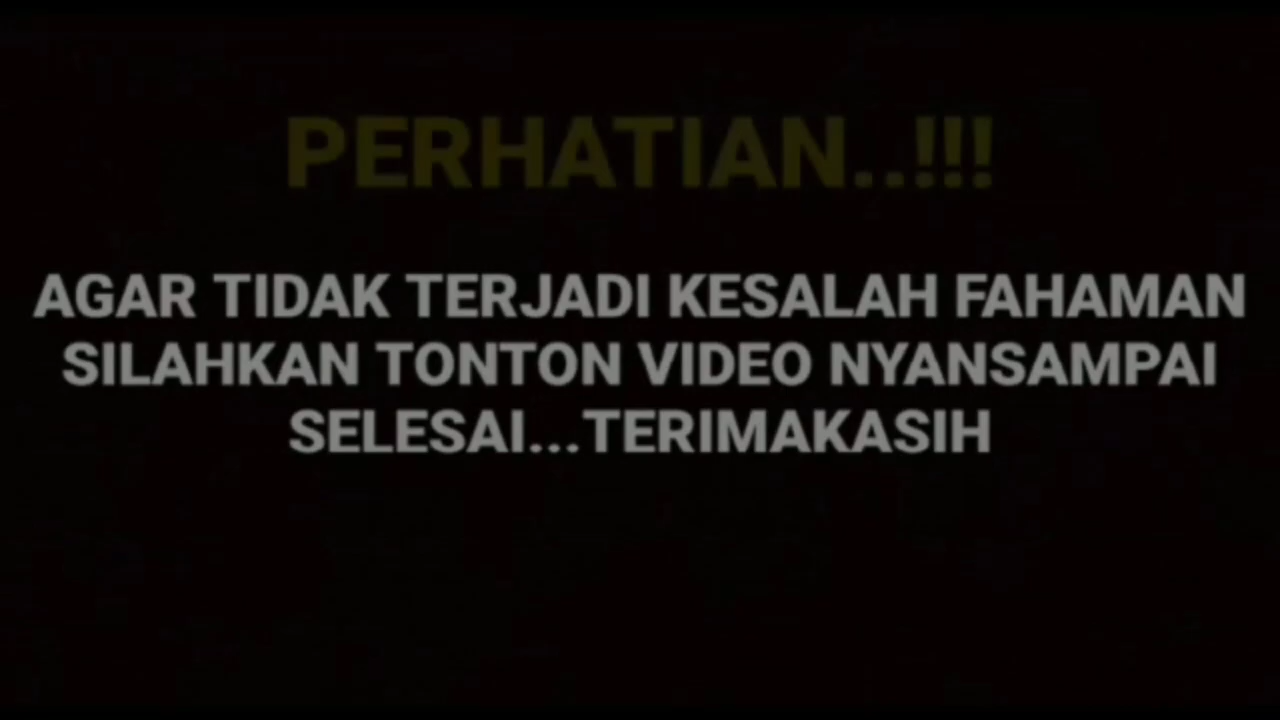 PERHATIAN..!!!
AGAR TIDAK TERJADI KESALAH FAHAMAN
SILAHKAN TONTON VIDEO NYANSAMPAI
SELESAI...TERIMAKASIH